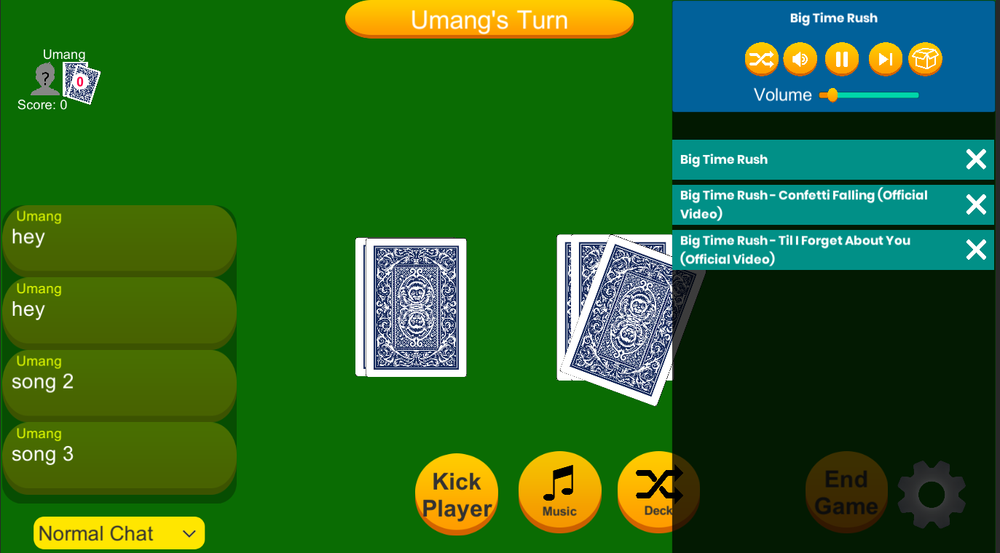 Umang's Turn
Umang
?
0
Score: 0
Umang
hey
Umang
hey
Umang
song 2
Umang
song 3
Normal Chat
Kick
Player
Music
Deck
End
Game
Big Time Rush
Volume
Big Time Rush
Big Time Rush - Confetti Falling (Official
Video)
Big Time Rush - Til I Forget About You
(Official Video)